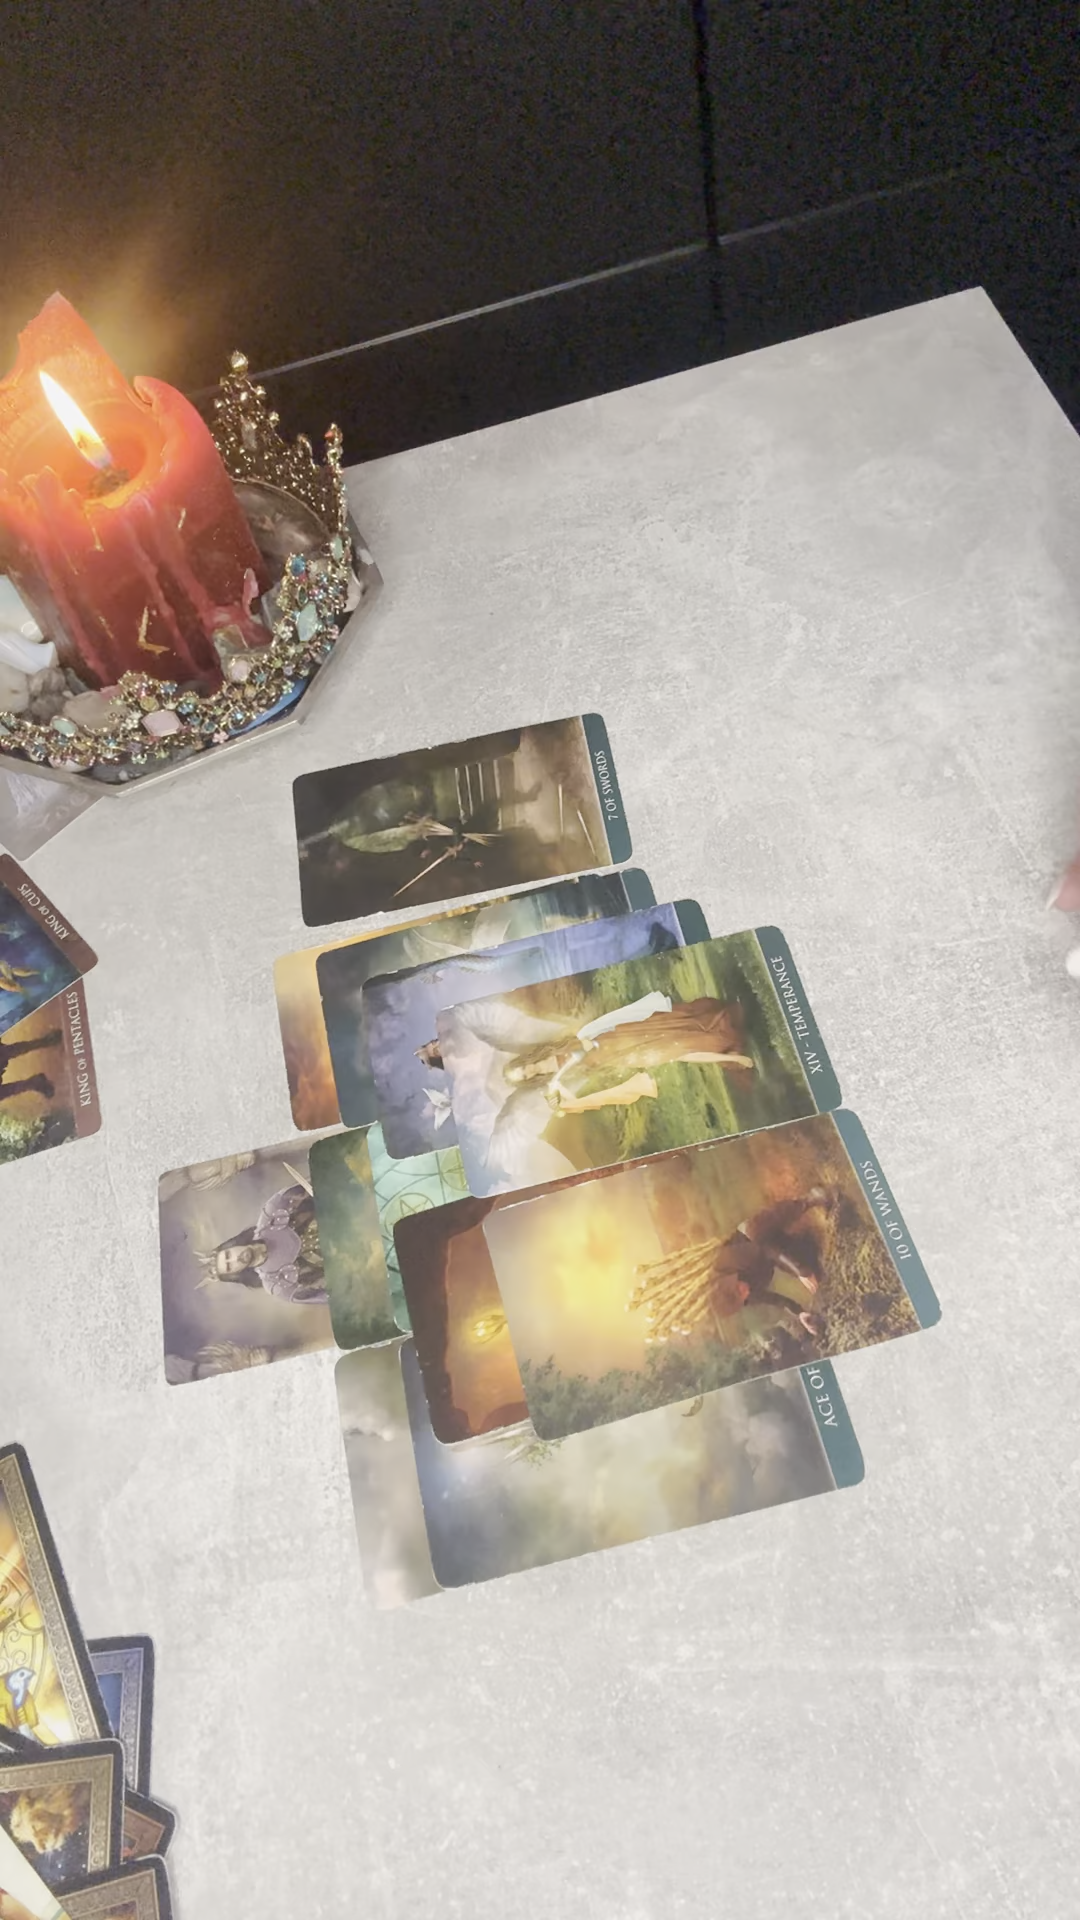 7 OF SWORDS
KING OF CUPS
KING OF PENTACLES
XIV - TEMPERANCE
10 OF WANDS
ACE OF